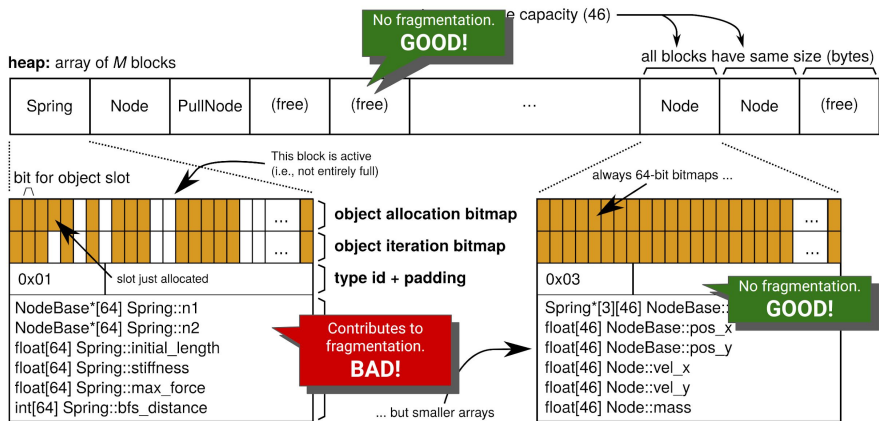 No fragmentation.
GOOD!
capacity (46)
heap: array of M blocks
all blocks have same size (bytes)
Spring
Node
PullNode
(free)
(free)
...
Node
Node
(free)
This block is active
(i.e., not entirely full)
bit for object slot
always 64-bit bitmaps ...
...
object allocation bitmap
...
...
object iteration bitmap
...
0x01
slot just allocated
type id + padding
0x03
No fragmentation.
GOOD!
NodeBase*[64] Spring::n1
NodeBase*[64] Spring::n2
float[64] Spring::initial_length
float[64] Spring::stiffness
float[64] Spring::max_force
int[64] Spring::bfs_distance
Contributes to
fragmentation.
BAD!
... but smaller arrays
Spring*[3][46] NodeBase::
float[46] NodeBase::pos_x
float[46] NodeBase::pos_y
float[46] Node::vel_x
float[46] Node::vel_y
float[46] Node::mass